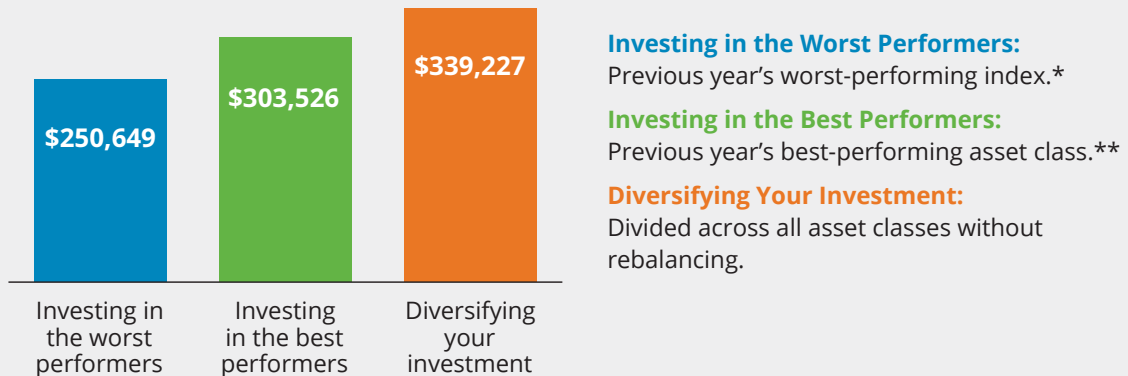 $250,649
$303,526
$339,227
Investing in
the worst
performers
Investing
in the best
performers
Diversifying
your
investment
Investing in the Worst Performers:
Previous year’s worst-performing index.*
Investing in the Best Performers:
Previous year’s best-performing asset class.**
Diversifying Your Investment:
Divided across all asset classes without
rebalancing.